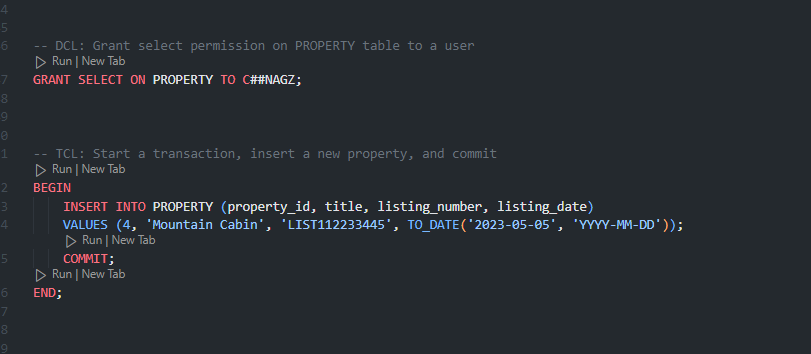 4
5
6 -- DCL: Grant select permission on PROPERTY table to a user
Run | New Tab
7 GRANT SELECT ON PROPERTY TO C##NAGZ;
8
9
0
1 -- TCL: Start a transaction, insert a new property, and commit
Run | New Tab
2 BEGIN
3 INSERT INTO PROPERTY (property_id, title, listing_number, listing_date)
4 VALUES (4, 'Mountain Cabin', 'LIST112233445', TO_DATE('2023-05-05', 'YYYY-MM-DD'));
Run | New Tab
5 COMMIT;
Run | New Tab
6 END;
7
8
9